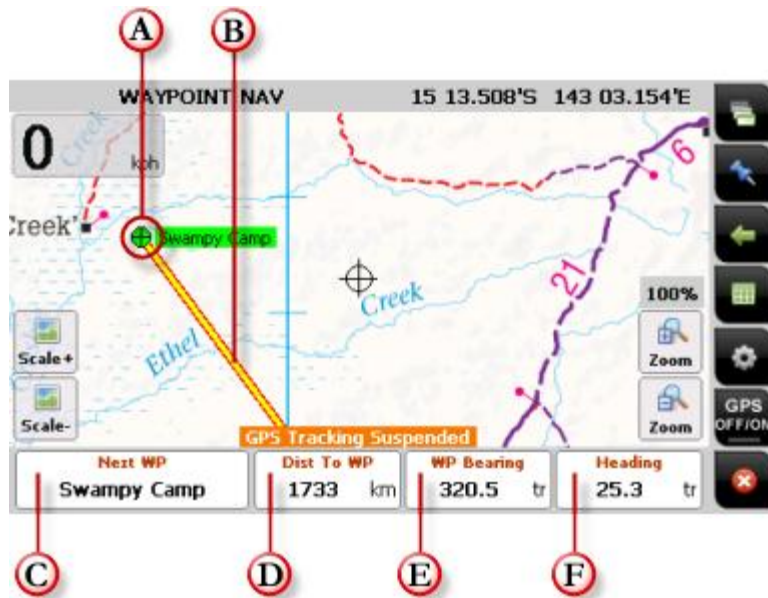 A
B
WAYPOINT NAV 15 13.508'S 143 03.154'E
0 kph
Creek
6
Creek'
Swampy Camp
21
100%
Creek
Ethel
Scale+
Zoom
Scale-
Zoom
GPS OFF/ON
GPS Tracking Suspended
Next WP
Swampy Camp
Dist To WP
1733 km
WP Bearing
320.5 tr
Heading
25.3 tr
C
D
E
F